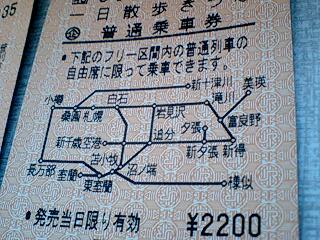 35
一日散歩きっ
企 普通乗車券
•下記のフリー区間内の普通列車の
自由席に限って乗車できます。
新十津川
小樽
白石
滝川
美瑛
桑園
札幌
岩見沢
富良野
新千歳空港
追分
夕張
新夕張
新得
苫小牧
沼ノ端
長万部
室蘭
東室蘭
様似
•発売当日限り有効
¥2200